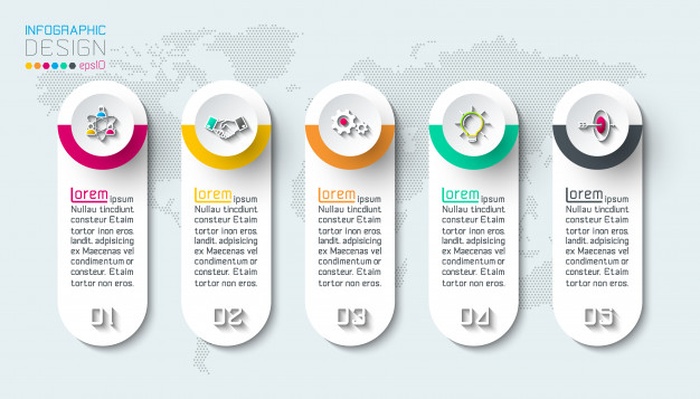 INFOGRAPHIC
DESIGN
eps10
Lorem ipsum
Nullau tincdiunt
consteur Etaim
tortor inon eros.
landit. adpisicing
ex Maecenas vel
condimentum or
consteur. Etaim
tortor non eros.
01
Lorem ipsum
Nullau tincdiunt
consteur Etaim
tortor inon eros.
landit. adpisicing
ex Maecenas vel
condimentum or
consteur. Etaim
tortor non eros.
02
Lorem ipsum
Nullau tincdiunt
consteur Etaim
tortor inon eros.
landit. adpisicing
ex Maecenas vel
condimentum or
consteur. Etaim
tortor non eros.
03
Lorem ipsum
Nullau tincdiunt
consteur Etaim
tortor inon eros.
landit. adpisicing
ex Maecenas vel
condimentum or
consteur. Etaim
tortor non eros.
04
Lorem ipsum
Nullau tincdiunt
consteur Etaim
tortor inon eros.
landit. adpisicing
ex Maecenas vel
condimentum or
consteur. Etaim
tortor non eros.
05